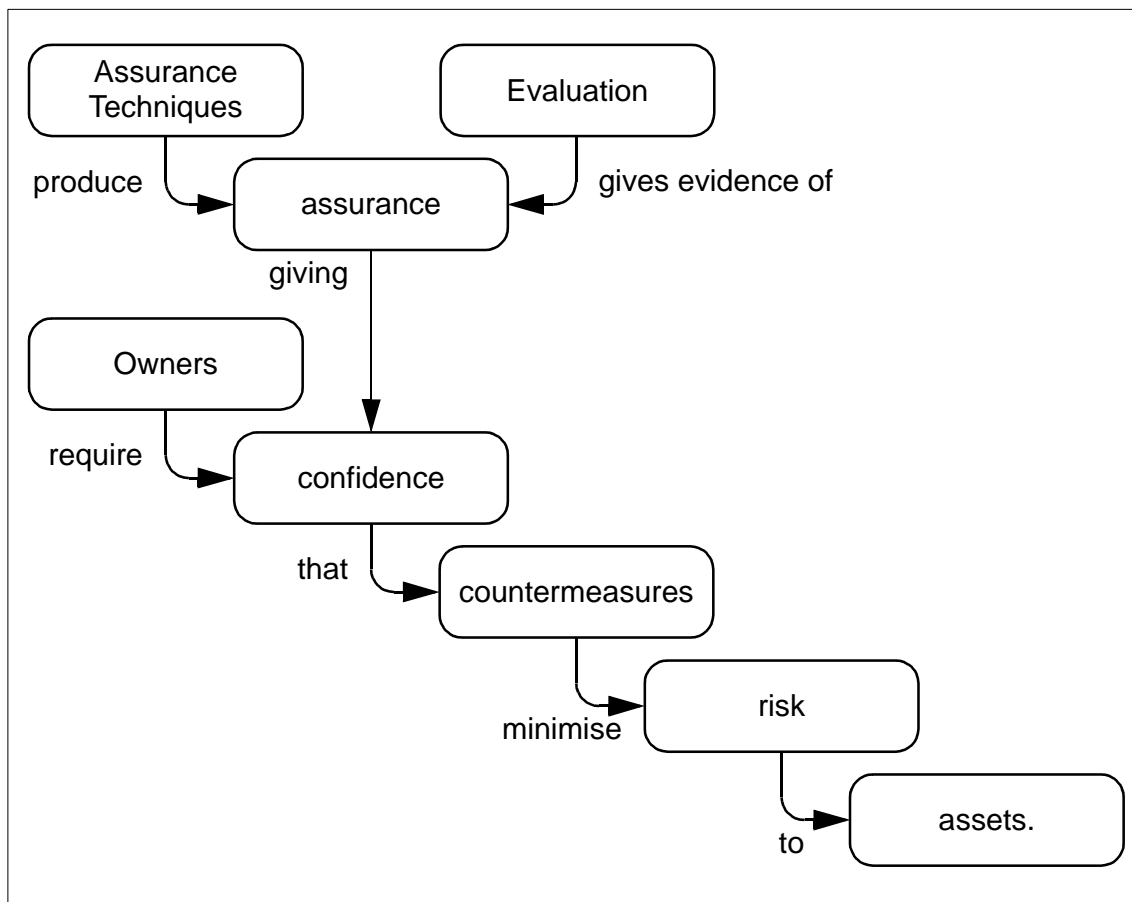 Assurance
Techniques
Evaluation
produce
gives evidence of
assurance
giving
Owners
require
confidence
that
countermeasures
minimise
risk
to
assets.